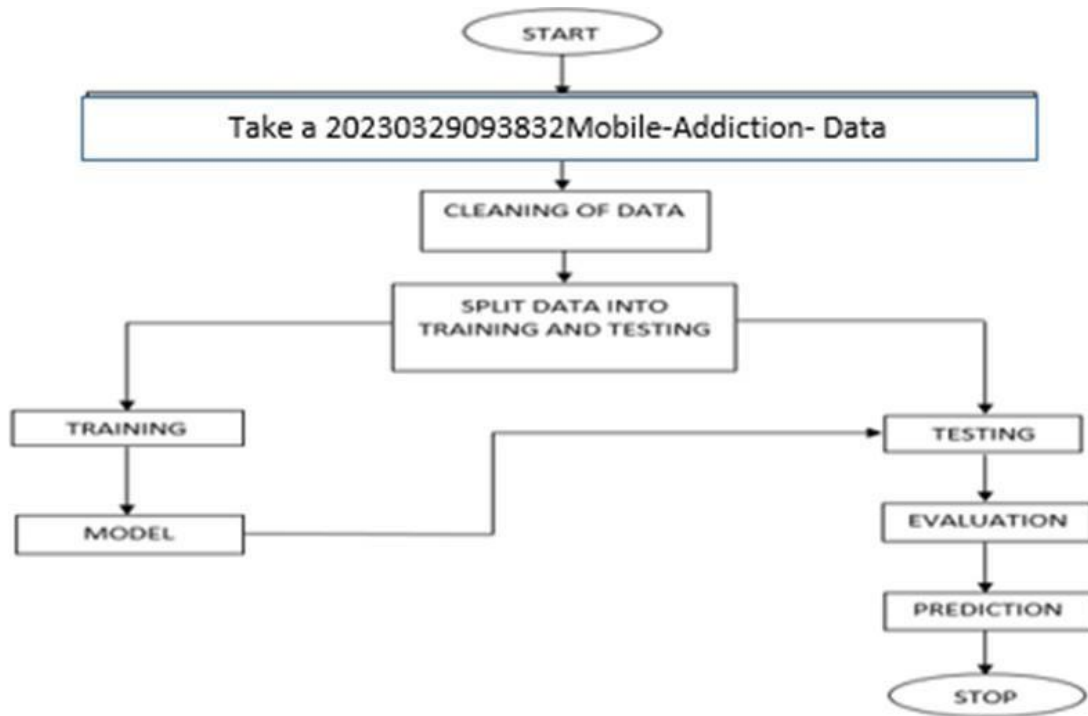 START
Take a 20230329093832Mobile-Addiction- Data
CLEANING OF DATA
SPLIT DATA INTO
TRAINING AND TESTING
TRAINING
TESTING
MODEL
EVALUATION
PREDICTION
STOP